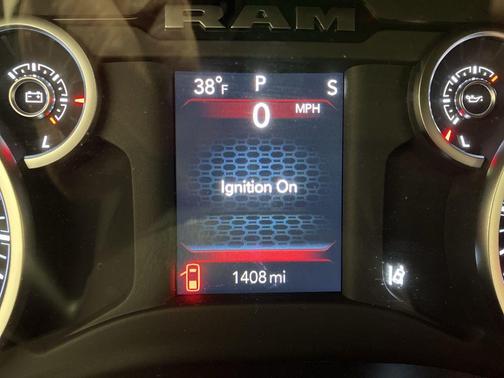 RAM
38°F P S
0 MPH
L
L
Ignition On
1408 mi